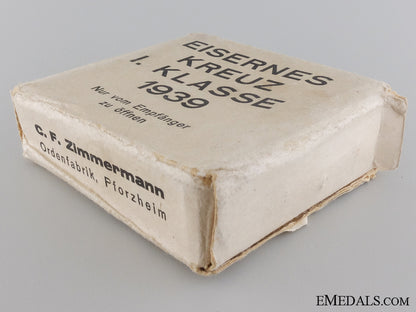 EISERNES
KREUZ
I. KLASSE
1939
Nur vom Empfänger
zu öffnen
C. F. Zimmermann
Ordenfabrik, Pforzheim
EMEDALS.COM